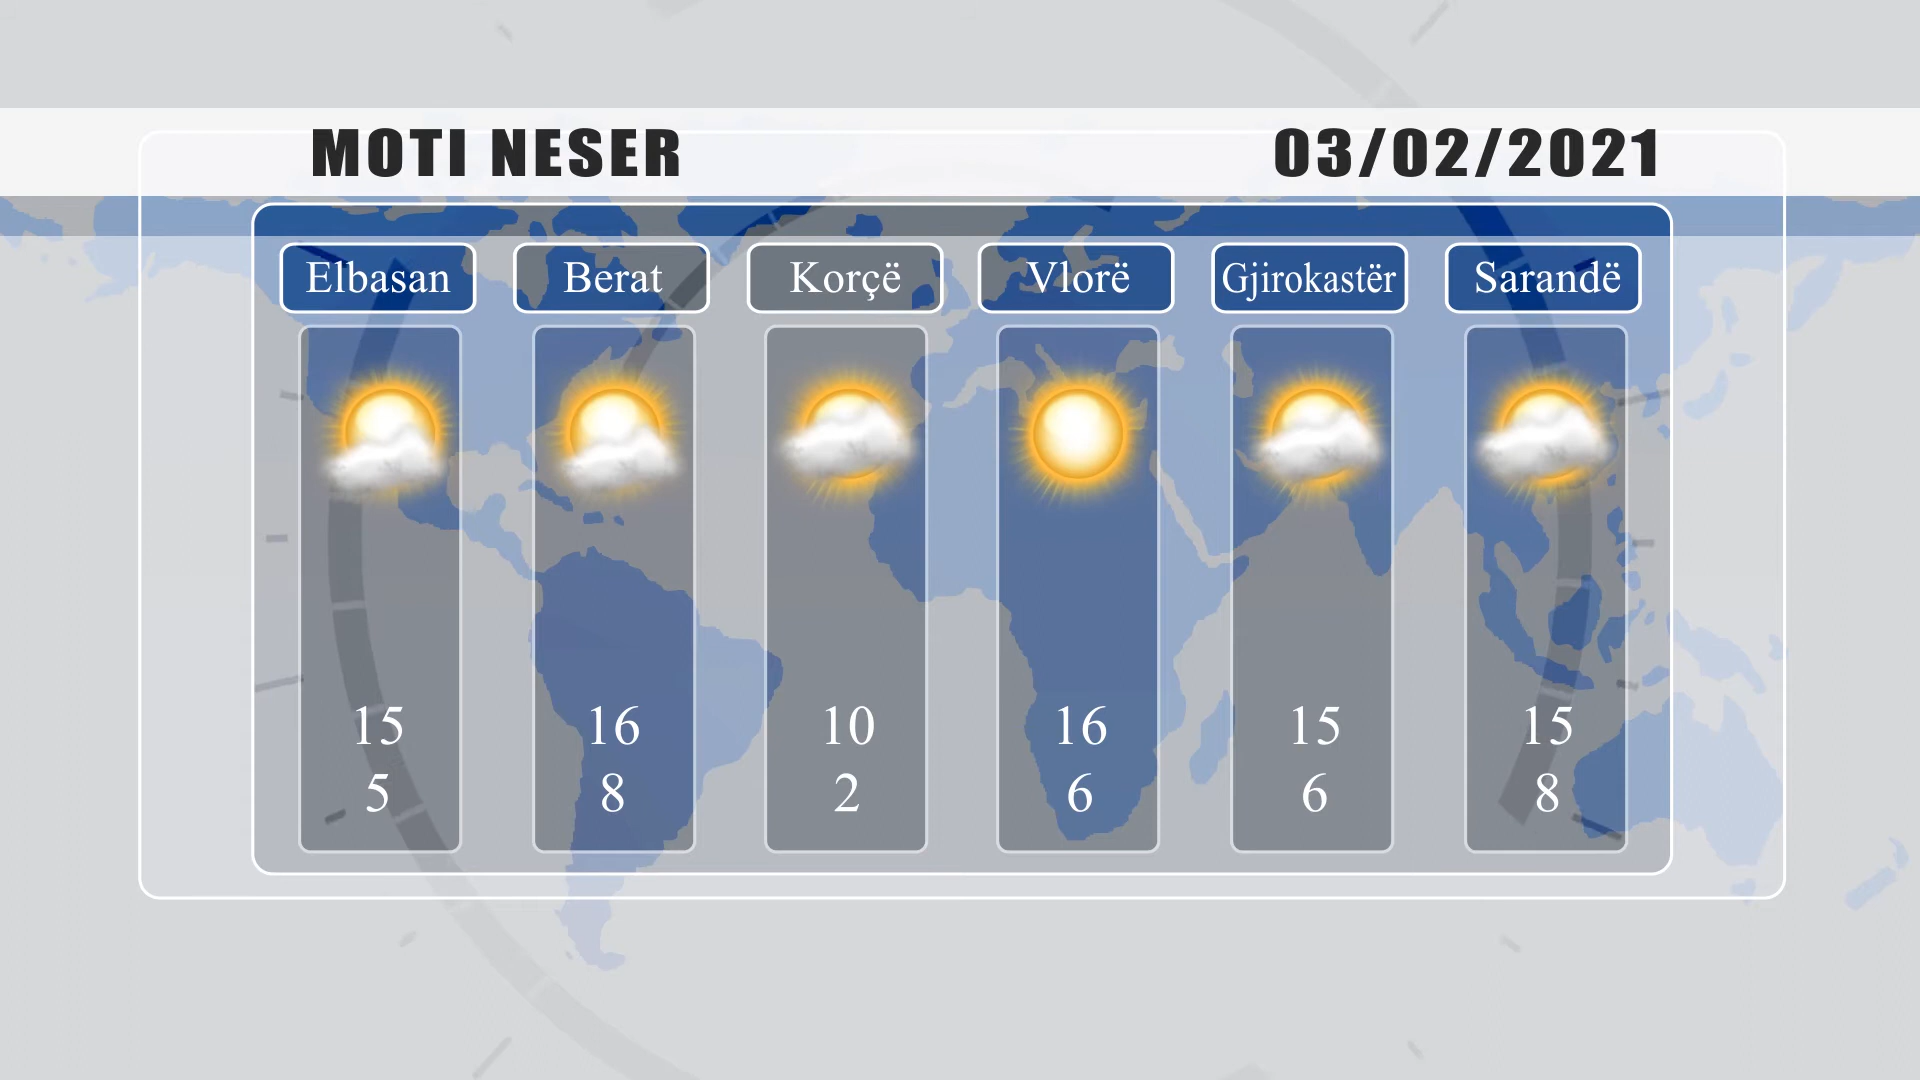 MOTI NESER 03/02/2021
Elbasan Berat Korçë Vlorë Gjirokastër Sarandë
15 16 10 16 15 15
5 8 2 6 6 8